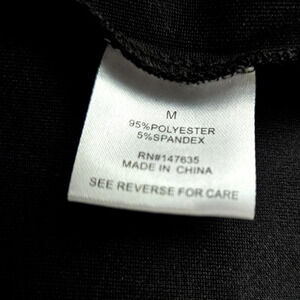 M
95%POLYESTER
5%SPANDEX
RN#147635
MADE IN CHINA
SEE REVERSE FOR CARE